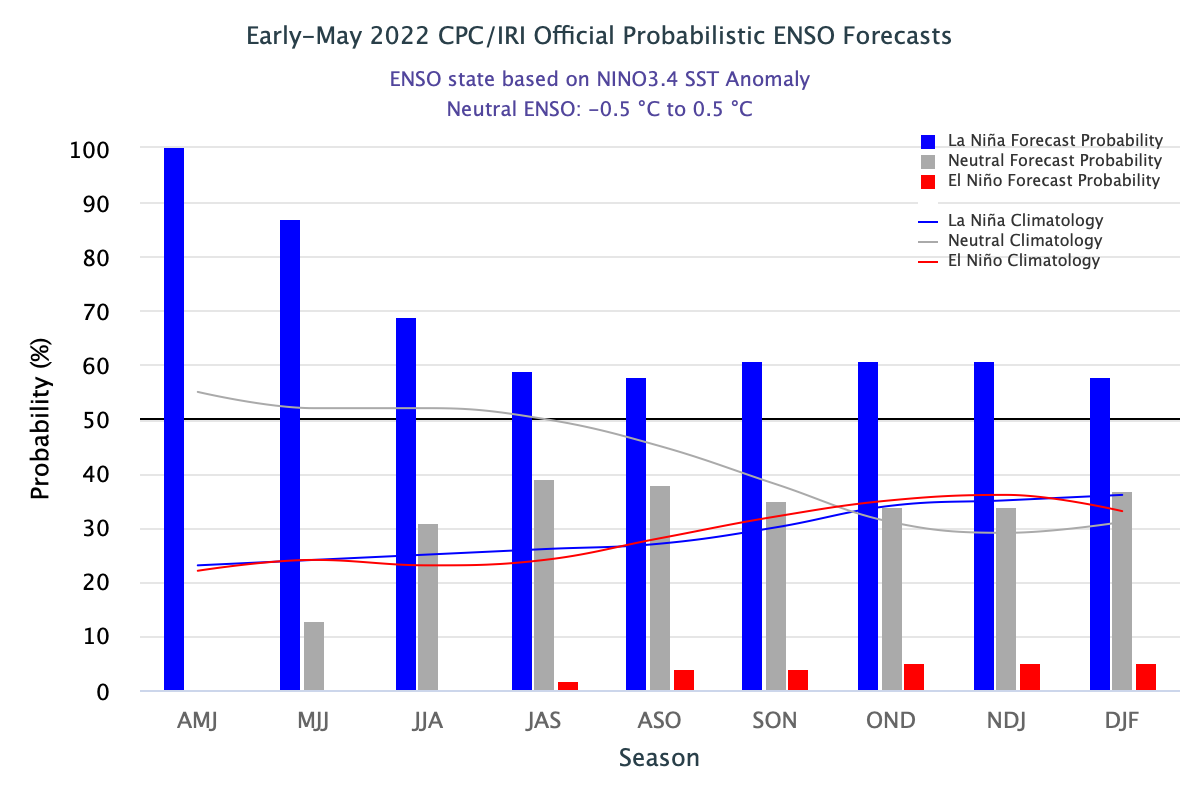 Early-May 2022 CPC/IRI Official Probabilistic ENSO Forecasts
ENSO state based on NINO3.4 SST Anomaly
Neutral ENSO: -0.5 °C to 0.5 °C
La Niña Forecast Probability
Neutral Forecast Probability
El Niño Forecast Probability
La Niña Climatology
Neutral Climatology
El Niño Climatology
Probability (%)
100
90
80
70
60
50
40
30
20
10
0
AMJ MJJ JJA JAS ASO SON OND NDJ DJF
Season